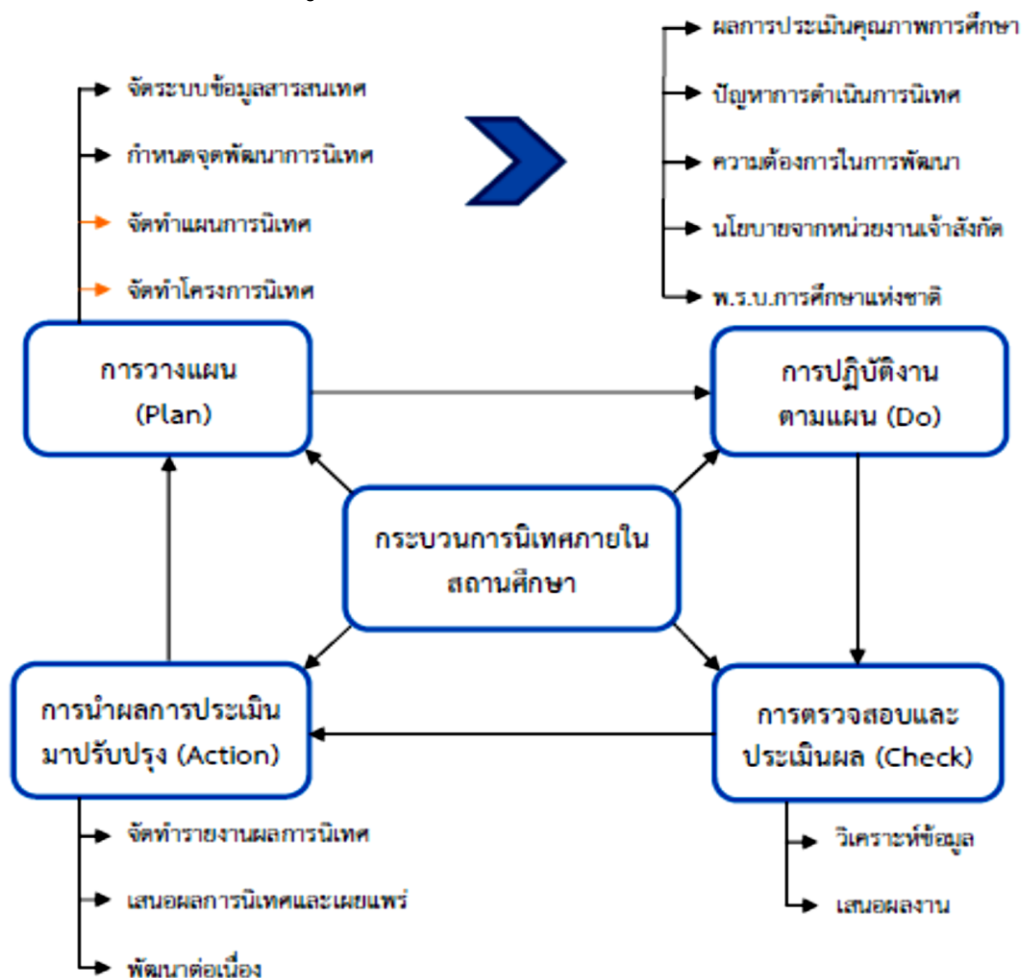 จัดระบบข้อมูลสารสนเทศ
กำหนดจุดพัฒนาการนิเทศ
จัดทำแผนการนิเทศ
จัดทำโครงการนิเทศ
ผลการประเมินคุณภาพการศึกษา
ปัญหาการดำเนินการนิเทศ
ความต้องการในการพัฒนา
นโยบายจากหน่วยงานเจ้าสังกัด
พ.ร.บ.การศึกษาแห่งชาติ
การวางแผน
(Plan)
การปฏิบัติงาน
ตามแผน (Do)
กระบวนการนิเทศภายใน
สถานศึกษา
การนำผลการประเมิน
มาปรับปรุง (Action)
การตรวจสอบและ
ประเมินผล (Check)
จัดทำรายงานผลการนิเทศ
เสนอผลการนิเทศและเผยแพร่
พัฒนาต่อเนื่อง
วิเคราะห์ข้อมูล
เสนอผลงาน